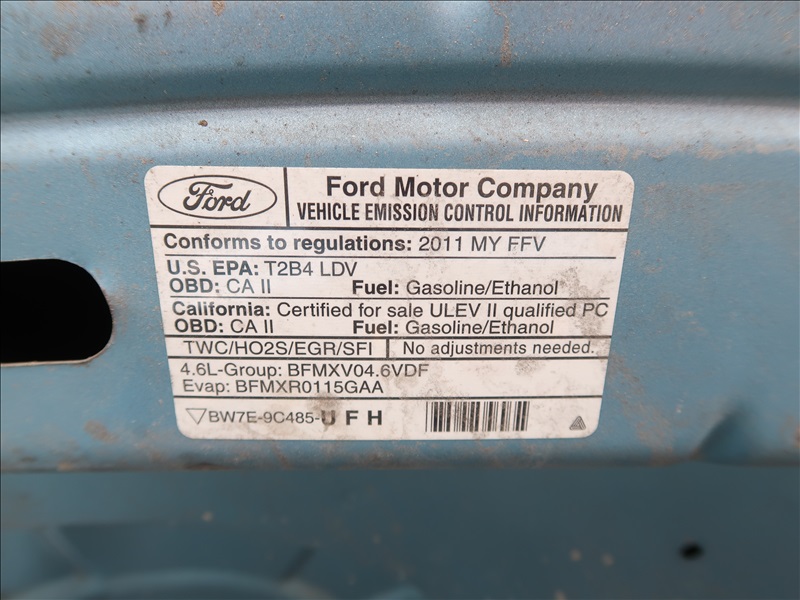 Ford
Ford Motor Company
VEHICLE EMISSION CONTROL INFORMATION
Conforms to regulations: 2011 MY FFV
U.S. EPA: T2B4 LDV
OBD: CA II Fuel: Gasoline/Ethanol
California: Certified for sale ULEV II qualified PC
OBD: CA II Fuel: Gasoline/Ethanol
TWC/HO2S/EGR/SFI No adjustments needed.
4.6L-Group: BFMXV04.6VDF
Evap: BFMXR0115GAA
BW7E-9C485-U F H